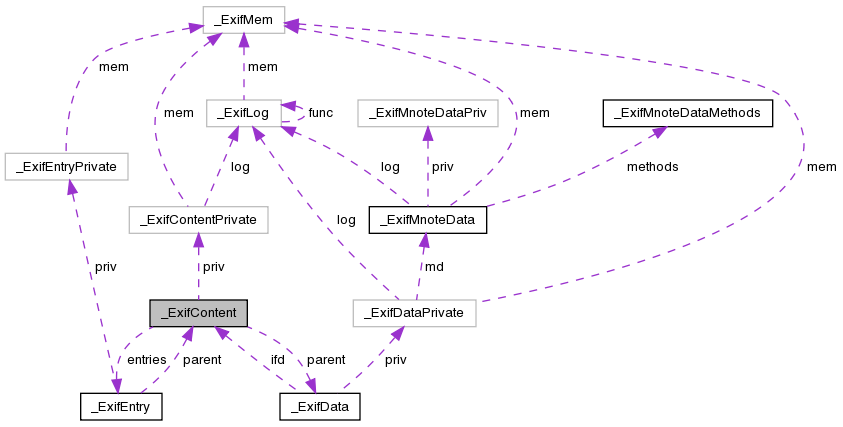 _ExifMem
mem
mem
mem
mem
mem
_ExifLog
func
_ExifMnoteDataPriv
_ExifMnoteDataMethods
_ExifEntryPrivate
log
log
priv
methods
_ExifContentPrivate
log
_ExifMnoteData
priv
priv
md
_ExifContent
_ExifDataPrivate
entries
parent
ifd
parent
priv
_ExifEntry
_ExifData